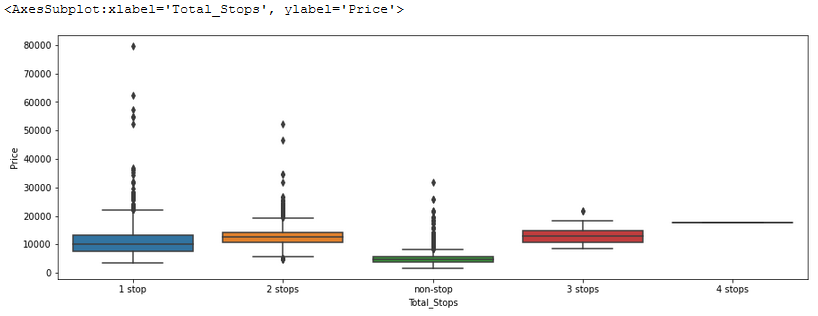 <AxesSubplot:xlabel='Total_Stops', ylabel='Price'>
80000
70000
60000
50000
40000
30000
20000
10000
0
Price
1 stop
2 stops
non-stop
3 stops
4 stops
Total_Stops